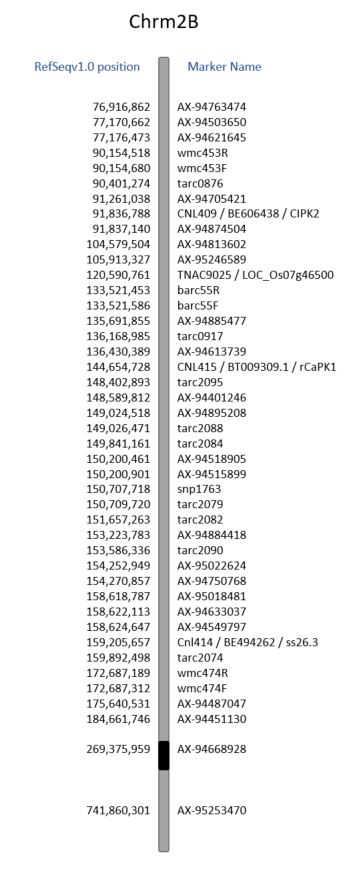 Chrm2B
RefSeqv1.0 position Marker Name
76,916,862 AX-94763474
77,170,662 AX-94503650
77,176,473 AX-94621645
90,154,518 wmc453R
90,154,680 wmc453F
90,401,274 tarc0876
91,261,038 AX-94705421
91,836,788 CNL409 / BE606438 / CIPK2
91,837,140 AX-94874504
104,579,504 AX-94813602
105,913,327 AX-95246589
120,590,761 TNAC9025 / LOC_Os07g46500
133,521,453 barc55R
133,521,586 barc55F
135,691,855 AX-94885477
136,168,985 tarc0917
136,430,389 AX-94613739
144,654,728 CNL415 / BT009309.1 / rCaPK1
148,402,893 tarc2095
148,589,812 AX-94401246
149,024,518 AX-94895208
149,026,471 tarc2088
149,841,161 tarc2084
150,200,461 AX-94518905
150,200,901 AX-94515899
150,707,718 snp1763
150,709,720 tarc2079
151,657,263 tarc2082
153,223,783 AX-94884418
153,586,336 tarc2090
154,252,949 AX-95022624
154,270,857 AX-94750768
158,618,787 AX-95018481
158,622,113 AX-94633037
158,624,647 AX-94549797
159,205,657 Cnl414 / BE494262 / ss26.3
159,892,498 tarc2074
172,687,189 wmc474R
172,687,312 wmc474F
175,640,531 AX-94487047
184,661,746 AX-94451130
269,375,959 AX-94668928
741,860,301 AX-95253470